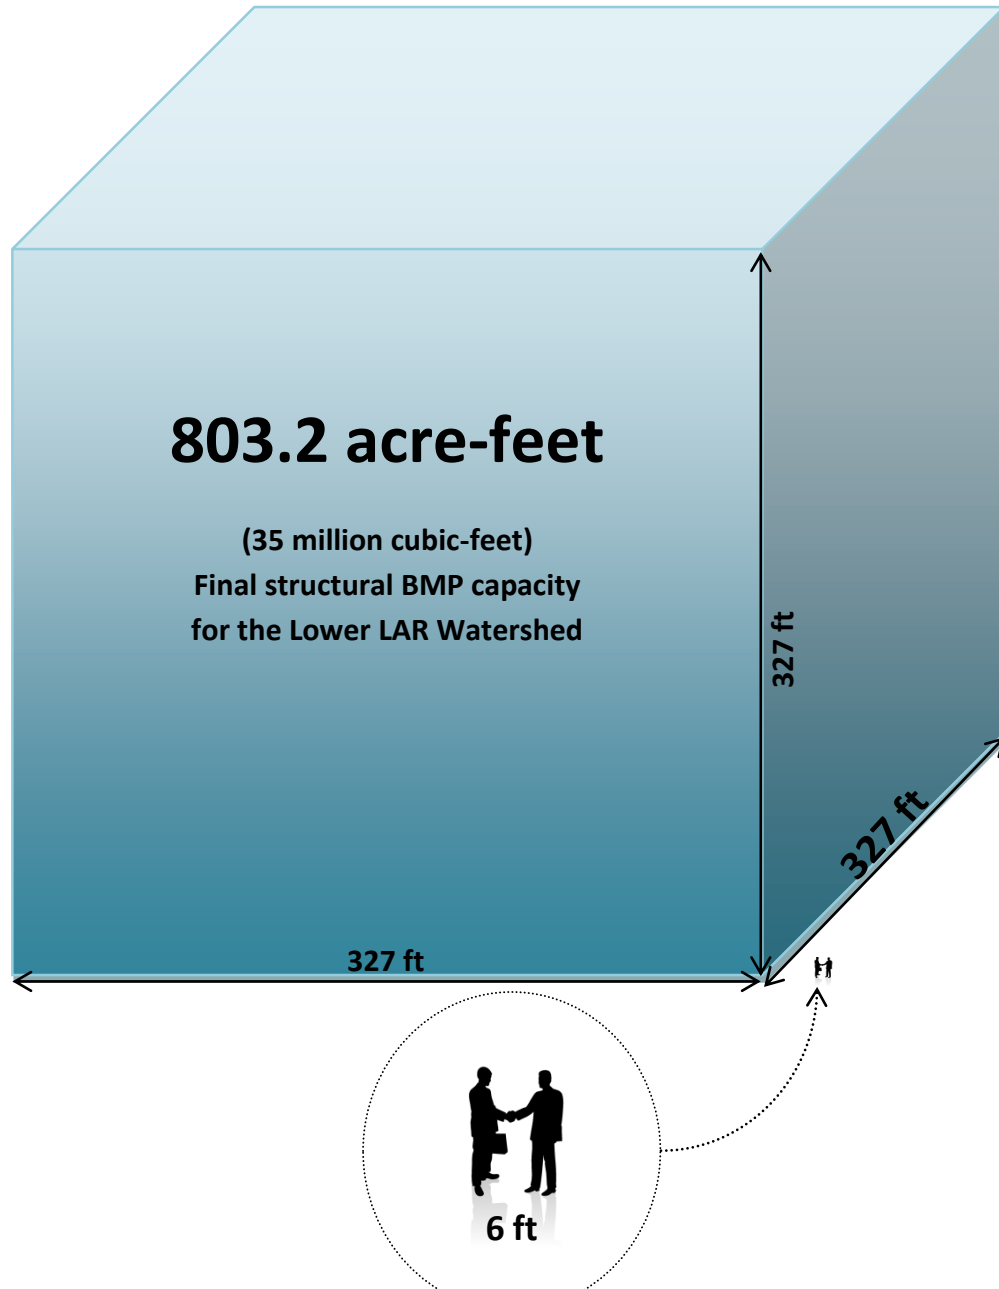 803.2 acre-feet
(35 million cubic-feet)
Final structural BMP capacity
for the Lower LAR Watershed
327 ft
327 ft
327 ft
6 ft